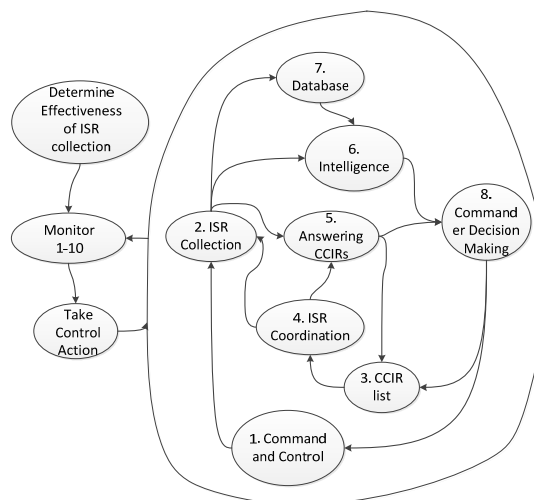 Determine
Effectiveness
of ISR
collection
Monitor
1-10
Take
Control
Action
7.
Database
6.
Intelligence
2. ISR
Collection
5.
Answering
CCIRs
8.
Command
er Decision
Making
4. ISR
Coordination
3. CCIR
list
1. Command
and Control